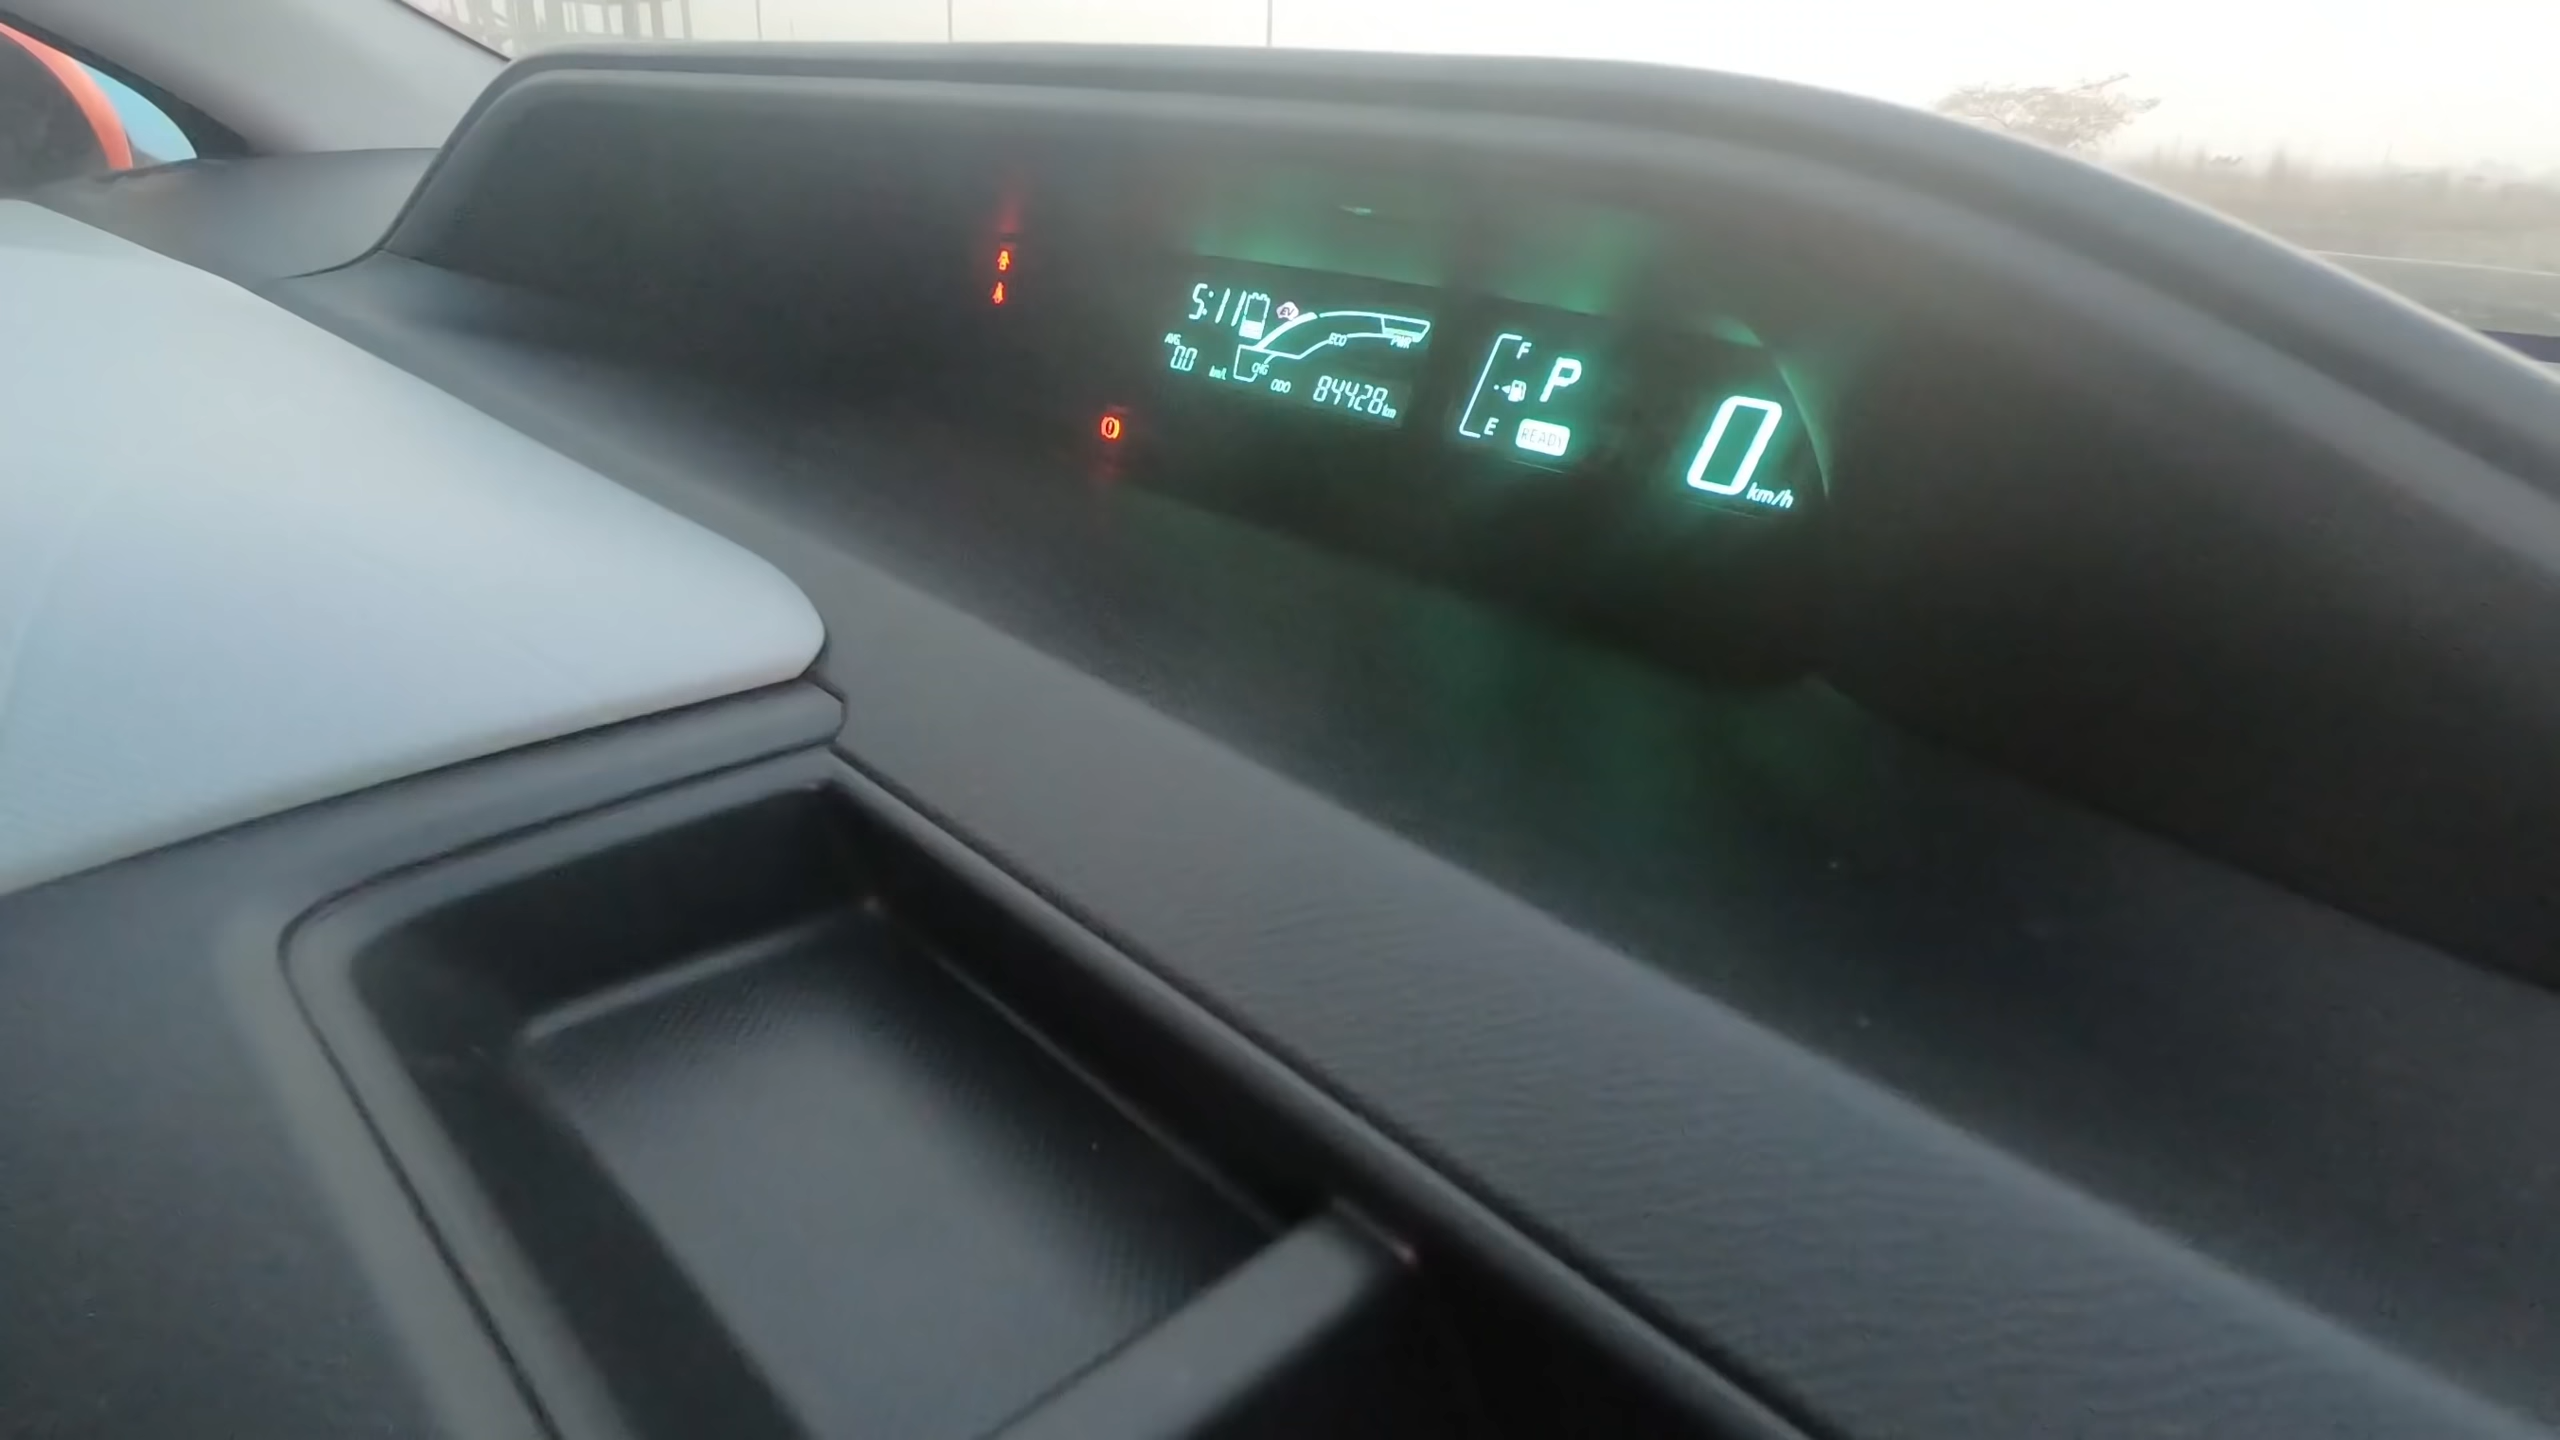 5:11
EV
ECO
PWR
AVG
0.0
km/L
CHG
ODO
84428km
F
P
E
READY
0
km/h